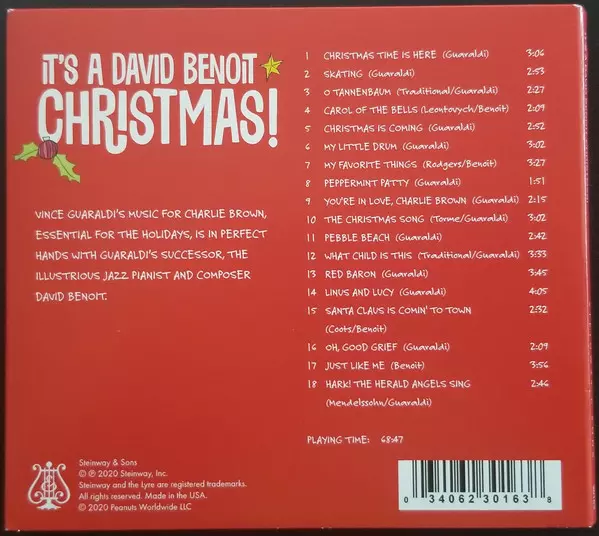 IT'S A DAVID BENOIT
CHRISTMAS!
VINCE GUARALDI'S MUSIC FOR CHARLIE BROWN,
ESSENTIAL FOR THE HOLIDAYS, IS IN PERFECT
HANDS WITH GUARALDI'S SUCCESSOR, THE
ILLUSTRIOUS JAZZ PIANIST AND COMPOSER
DAVID BENOIT.
1 CHRISTMAS TIME IS HERE (Guaraldi) 3:06
2 SKATING (Guaraldi) 2:53
3 O TANNENBAUM (Traditional/Guaraldi) 2:27
4 CAROL OF THE BELLS (Leontovych/Benoit) 2:09
5 CHRISTMAS IS COMING (Guaraldi) 2:52
6 MY LITTLE DRUM (Guaraldi) 3:02
7 MY FAVORITE THINGS (Rodgers/Benoit) 3:27
8 PEPPERMINT PATTY (Guaraldi) 1:51
9 YOU'RE IN LOVE, CHARLIE BROWN (Guaraldi) 2:15
10 THE CHRISTMAS SONG (Torme/Guaraldi) 3:02
11 PEBBLE BEACH (Guaraldi) 2:42
12 WHAT CHILD IS THIS (Traditional/Guaraldi) 3:33
13 RED BARON (Guaraldi) 3:45
14 LINUS AND LUCY (Guaraldi) 4:05
15 SANTA CLAUS IS COMIN' TO TOWN 2:32
(Coots/Benoit)
16 OH, GOOD GRIEF (Guaraldi) 2:09
17 JUST LIKE ME (Benoit) 3:56
18 HARK! THE HERALD ANGELS SING 2:46
(Mendelssohn/Guaraldi)
PLAYING TIME: 68:47
Steinway & Sons
© ℗ 2020 Steinway, Inc.
Steinway and the Lyre are registered trademarks.
All rights reserved. Made in the USA.
© 2020 Peanuts Worldwide LLC
0 34062 30163 8